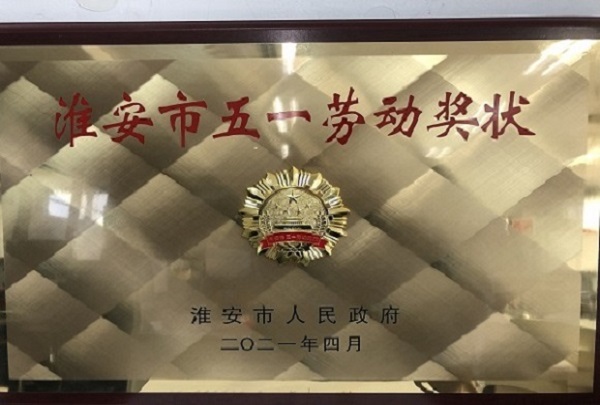 淮安市五一劳动奖状
淮安市人民政府
二〇二一年四月